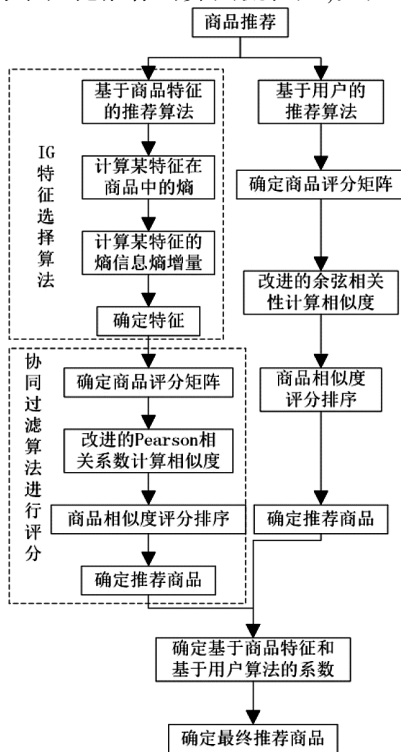 商品推荐
基于商品特征
的推荐算法
基于用户的
推荐算法
IG
特
征
选
择
算
法
计算某特征在
商品中的熵
确定商品评分矩阵
计算某特征的
熵信息熵增量
改进的余弦相关
性计算相似度
确定特征
协
同
过
滤
算
法
进
行
评
分
确定商品评分矩阵
商品相似度
评分排序
改进的Pearson相
关系数计算相似度
商品相似度评分排序
确定推荐商品
确定推荐商品
确定基于商品特征和
基于用户算法的系数
确定最终推荐商品